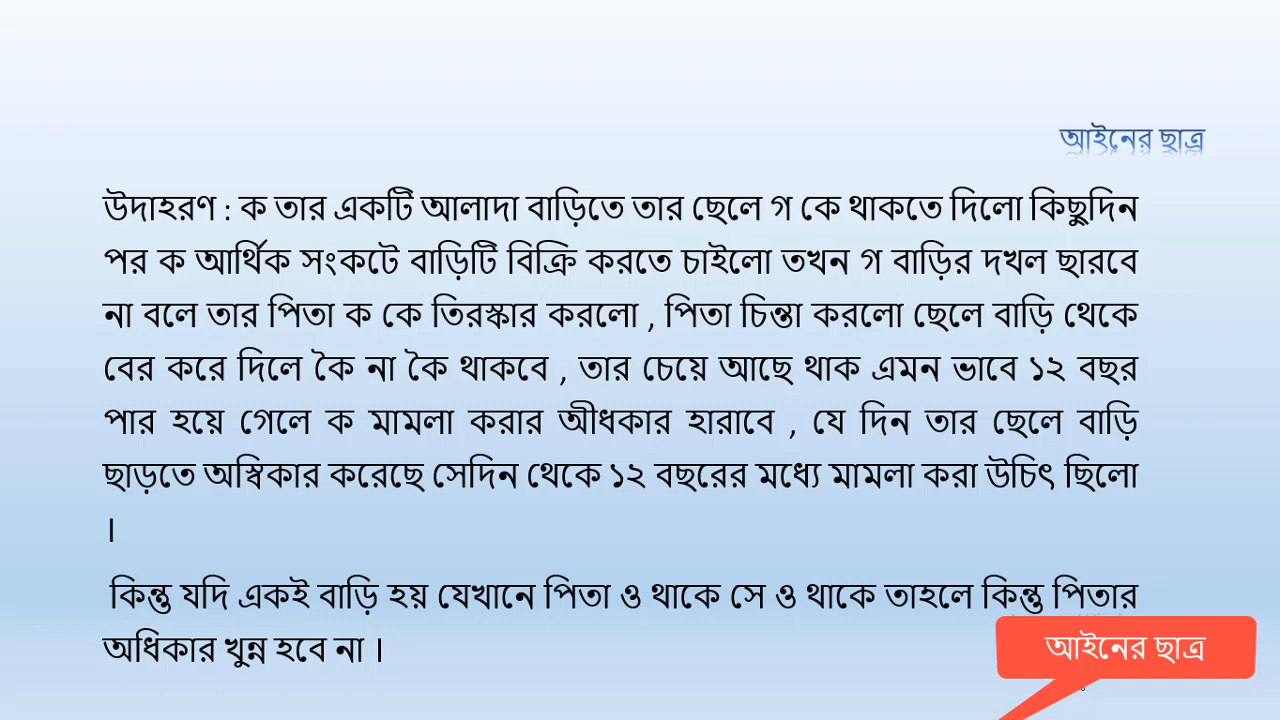 আইনের ছাত্র
উদাহরণ : ক তার একটি আলাদা বাড়িতে তার ছেলে গ কে থাকতে দিলো কিছুদিন
পর ক আর্থিক সংকটে বাড়িটি বিক্রি করতে চাইলো তখন গ বাড়ির দখল ছারবে
না বলে তার পিতা ক কে তিরস্কার করলো , পিতা চিন্তা করলো ছেলে বাড়ি থেকে
বের করে দিলে কৈ না কৈ থাকবে , তার চেয়ে আছে থাক এমন ভাবে ১২ বছর
পার হয়ে গেলে ক মামলা করার অীধকার হারাবে , যে দিন তার ছেলে বাড়ি
ছাড়তে অস্বিকার করেছে সেদিন থেকে ১২ বছরের মধ্যে মামলা করা উচিৎ ছিলো
।
কিন্তু যদি একই বাড়ি হয় যেখানে পিতা ও থাকে সে ও থাকে তাহলে কিন্তু পিতার
অধিকার খুন্ন হবে না ।
আইনের ছাত্র